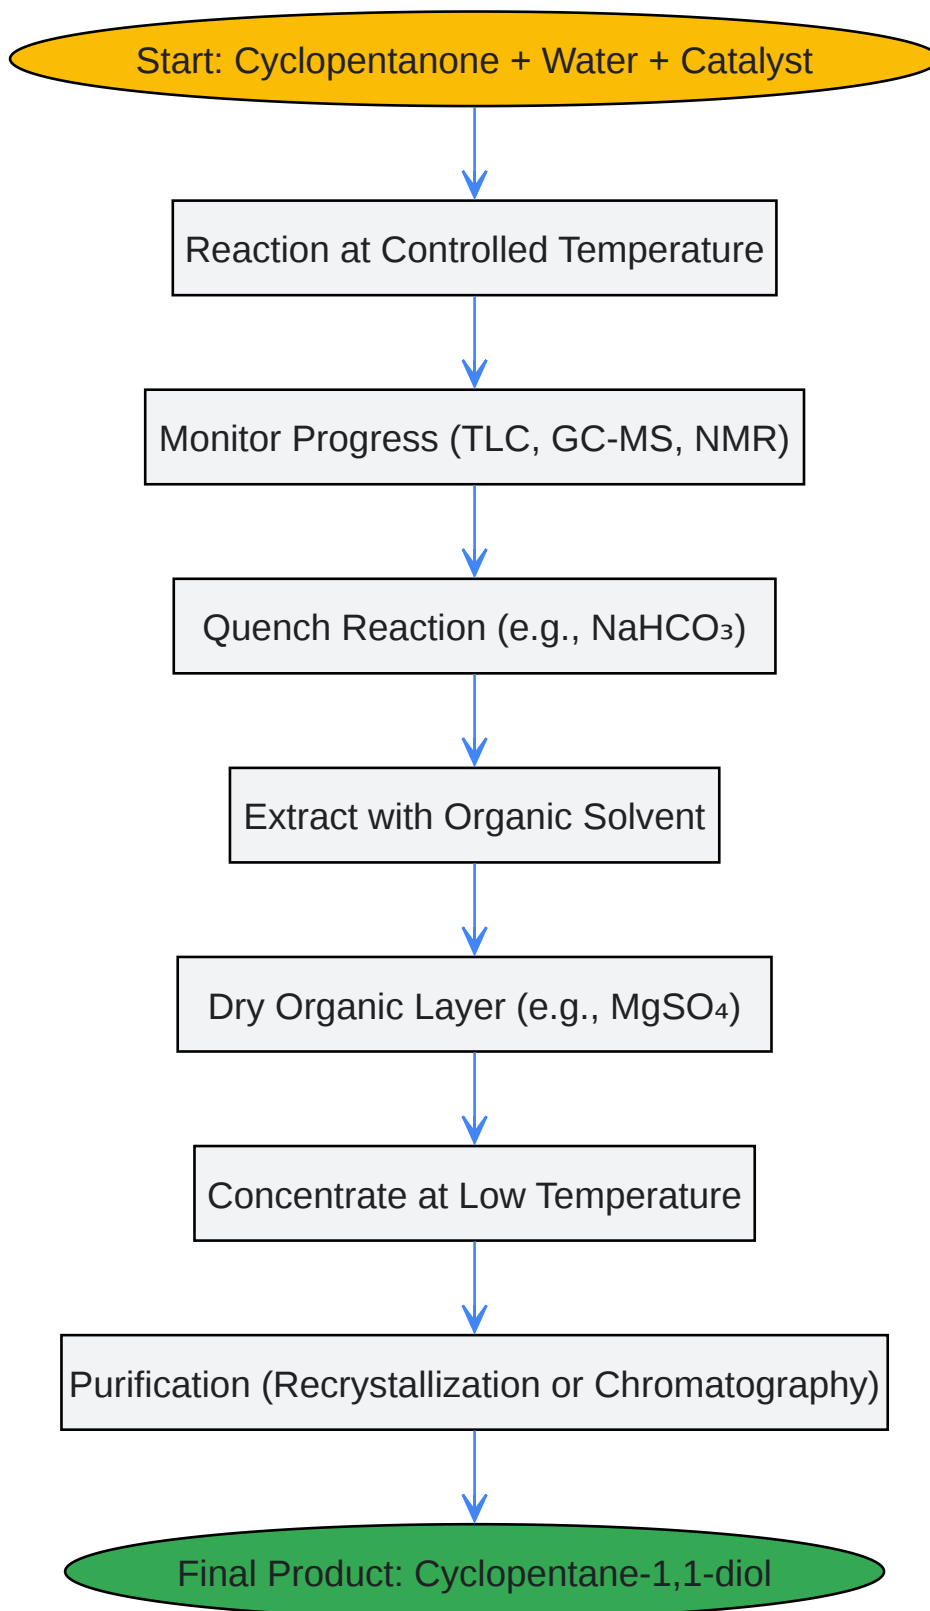 Start: Cyclopentanone + Water + Catalyst
Reaction at Controlled Temperature
Monitor Progress (TLC, GC-MS, NMR)
Quench Reaction (e.g., NaHCO₃)
Extract with Organic Solvent
Dry Organic Layer (e.g., MgSO₄)
Concentrate at Low Temperature
Purification (Recrystallization or Chromatography)
Final Product: Cyclopentane-1,1-diol